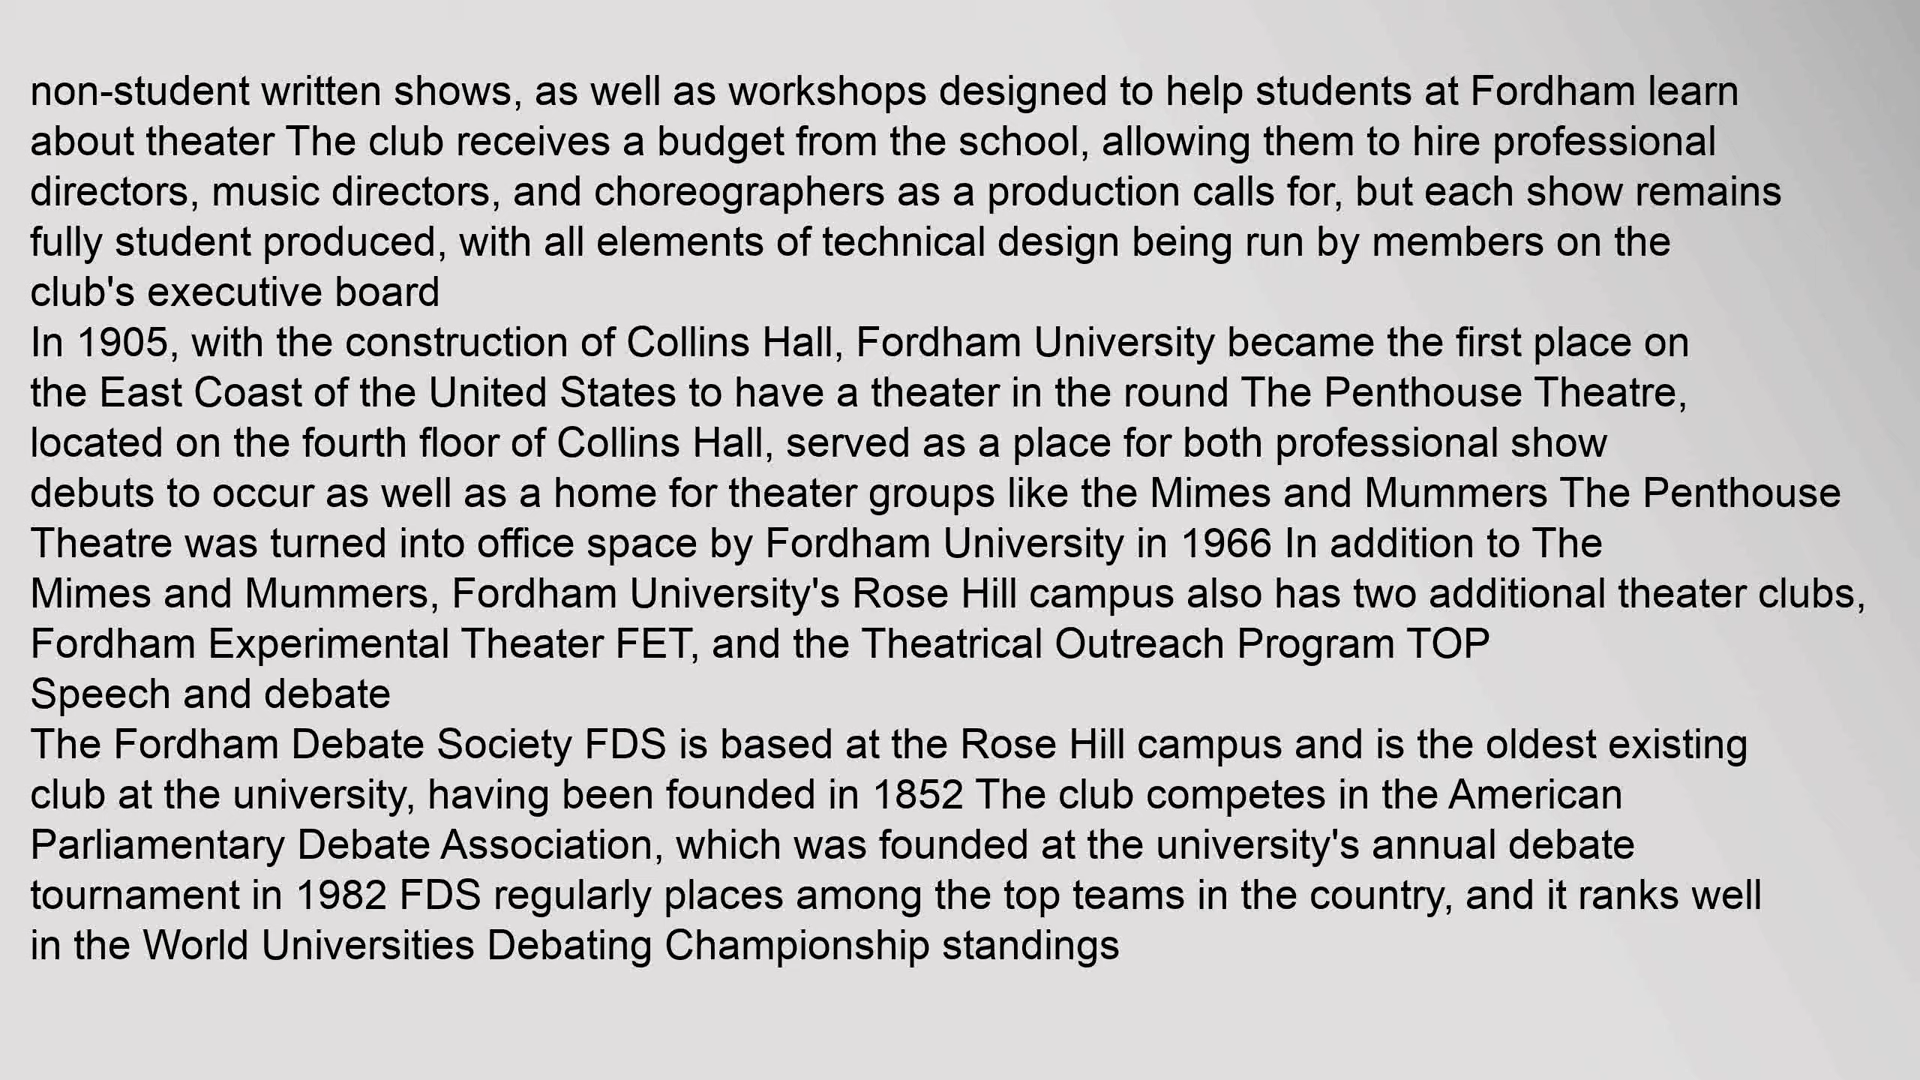 non-student written shows, as well as workshops designed to help students at Fordham learn
about theater The club receives a budget from the school, allowing them to hire professional
directors, music directors, and choreographers as a production calls for, but each show remains
fully student produced, with all elements of technical design being run by members on the
club's executive board
In 1905, with the construction of Collins Hall, Fordham University became the first place on
the East Coast of the United States to have a theater in the round The Penthouse Theatre,
located on the fourth floor of Collins Hall, served as a place for both professional show
debuts to occur as well as a home for theater groups like the Mimes and Mummers The Penthouse
Theatre was turned into office space by Fordham University in 1966 In addition to The
Mimes and Mummers, Fordham University's Rose Hill campus also has two additional theater clubs,
Fordham Experimental Theater FET, and the Theatrical Outreach Program TOP
Speech and debate
The Fordham Debate Society FDS is based at the Rose Hill campus and is the oldest existing
club at the university, having been founded in 1852 The club competes in the American
Parliamentary Debate Association, which was founded at the university's annual debate
tournament in 1982 FDS regularly places among the top teams in the country, and it ranks well
in the World Universities Debating Championship standings